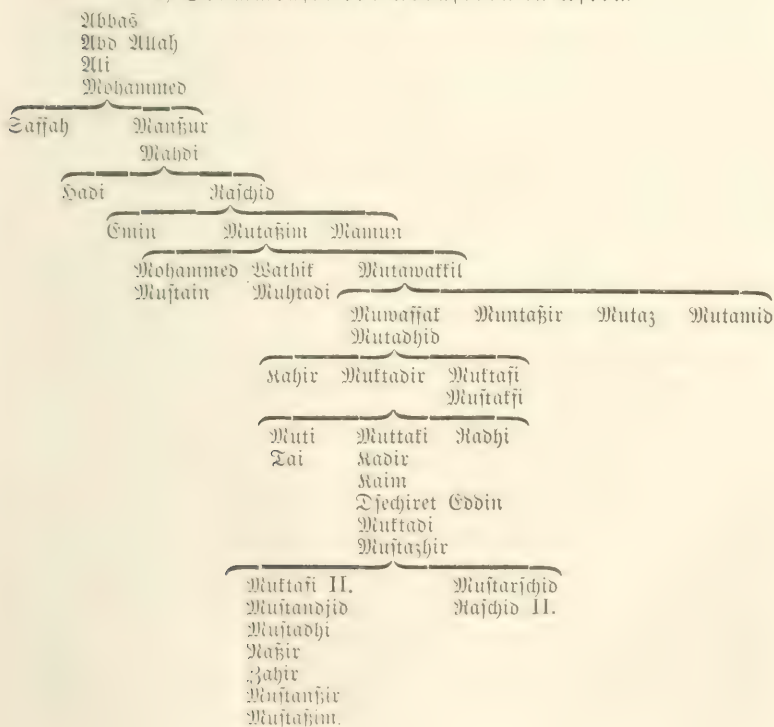 Abbas
Abd Allah
Ali
Mohammed
Saffah Manßur
Mahdi
Hadi Raschid
Emin Mutaßim Mamun
Mohammed Wathik Mutawakkil
Mustain Muhtadi
Muwaffak Muntaßir Mutaz Mutamid
Mutadhid
Kahir Muktadir Muktafi
Mustakfi
Muti Muttaki Radhi
Tai Kadir
Kaim
Dsechiret Eddin
Muktadi
Mustazhir
Muktafi II. Mustarschid
Mustandjid Raschid II.
Mustadhi
Naßir
Zahir
Mustanßir
Mustaßim.